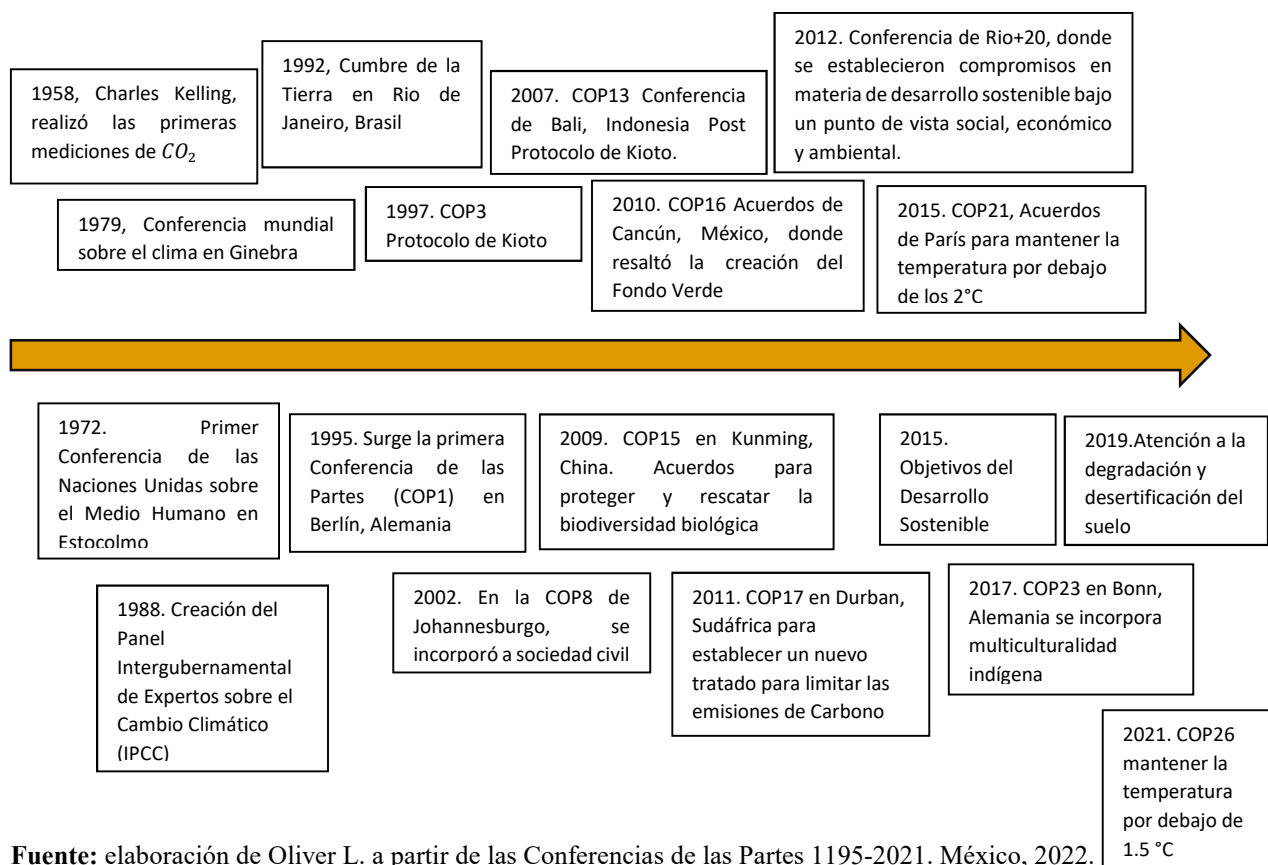 1958, Charles Kelling,
realizó las primeras
mediciones de CO₂
1992, Cumbre de la
Tierra en Rio de
Janeiro, Brasil
2007. COP13 Conferencia
de Bali, Indonesia Post
Protocolo de Kioto.
2012. Conferencia de Rio+20, donde
se establecieron compromisos en
materia de desarrollo sostenible bajo
un punto de vista social, económico
y ambiental.
1979, Conferencia mundial
sobre el clima en Ginebra
1997. COP3
Protocolo de Kioto
2010. COP16 Acuerdos de
Cancún, México, donde
resaltó la creación del
Fondo Verde
2015. COP21, Acuerdos
de París para mantener la
temperatura por debajo
de los 2°C
1972. Primer
Conferencia de las
Naciones Unidas sobre
el Medio Humano en
Estocolmo
1995. Surge la primera
Conferencia de las
Partes (COP1) en
Berlín, Alemania
2009. COP15 en Kunming,
China. Acuerdos para
proteger y rescatar la
biodiversidad biológica
2015.
Objetivos del
Desarrollo
Sostenible
2019.Atención a la
degradación y
desertificación del
suelo
1988. Creación del
Panel
Intergubernamental
de Expertos sobre el
Cambio Climático
(IPCC)
2002. En la COP8 de
Johannesburgo, se
incorporó a sociedad civil
2011. COP17 en Durban,
Sudáfrica para
establecer un nuevo
tratado para limitar las
emisiones de Carbono
2017. COP23 en Bonn,
Alemania se incorpora
multiculturalidad
indígena
2021. COP26
mantener la
temperatura
por debajo de
1.5 °C
Fuente: elaboración de Oliver L. a partir de las Conferencias de las Partes 1195-2021. México, 2022.